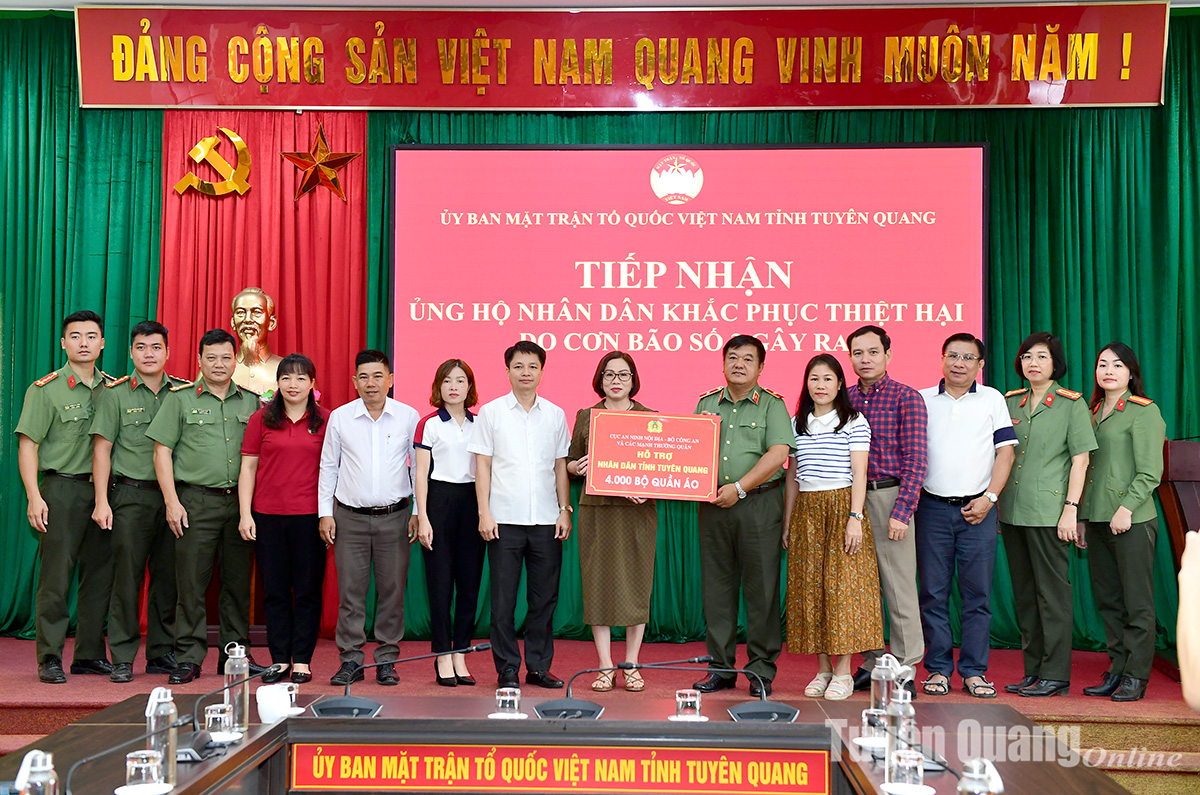 ĐẢNG CỘNG SẢN VIỆT NAM QUANG VINH MUÔN NĂM !
VIỆT NAM
ỦY BAN MẶT TRẬN TỔ QUỐC VIỆT NAM TỈNH TUYÊN QUANG
TIẾP NHẬN
ỦNG HỘ NHÂN DÂN KHẮC PHỤC THIỆT HẠI
DO CƠN BÃO SỐ GÂY RA
CỤC AN NINH NỘI ĐỊA - BỘ CÔNG AN
VÀ CÁC MẠNH THƯỜNG QUÂN
HỖ TRỢ
NHÂN DÂN TỈNH TUYÊN QUANG
4.000 BỘ QUẦN ÁO
ỦY BAN MẶT TRẬN TỔ QUỐC VIỆT NAM TỈNH TUYÊN QUANG
Tuyên Quang Online